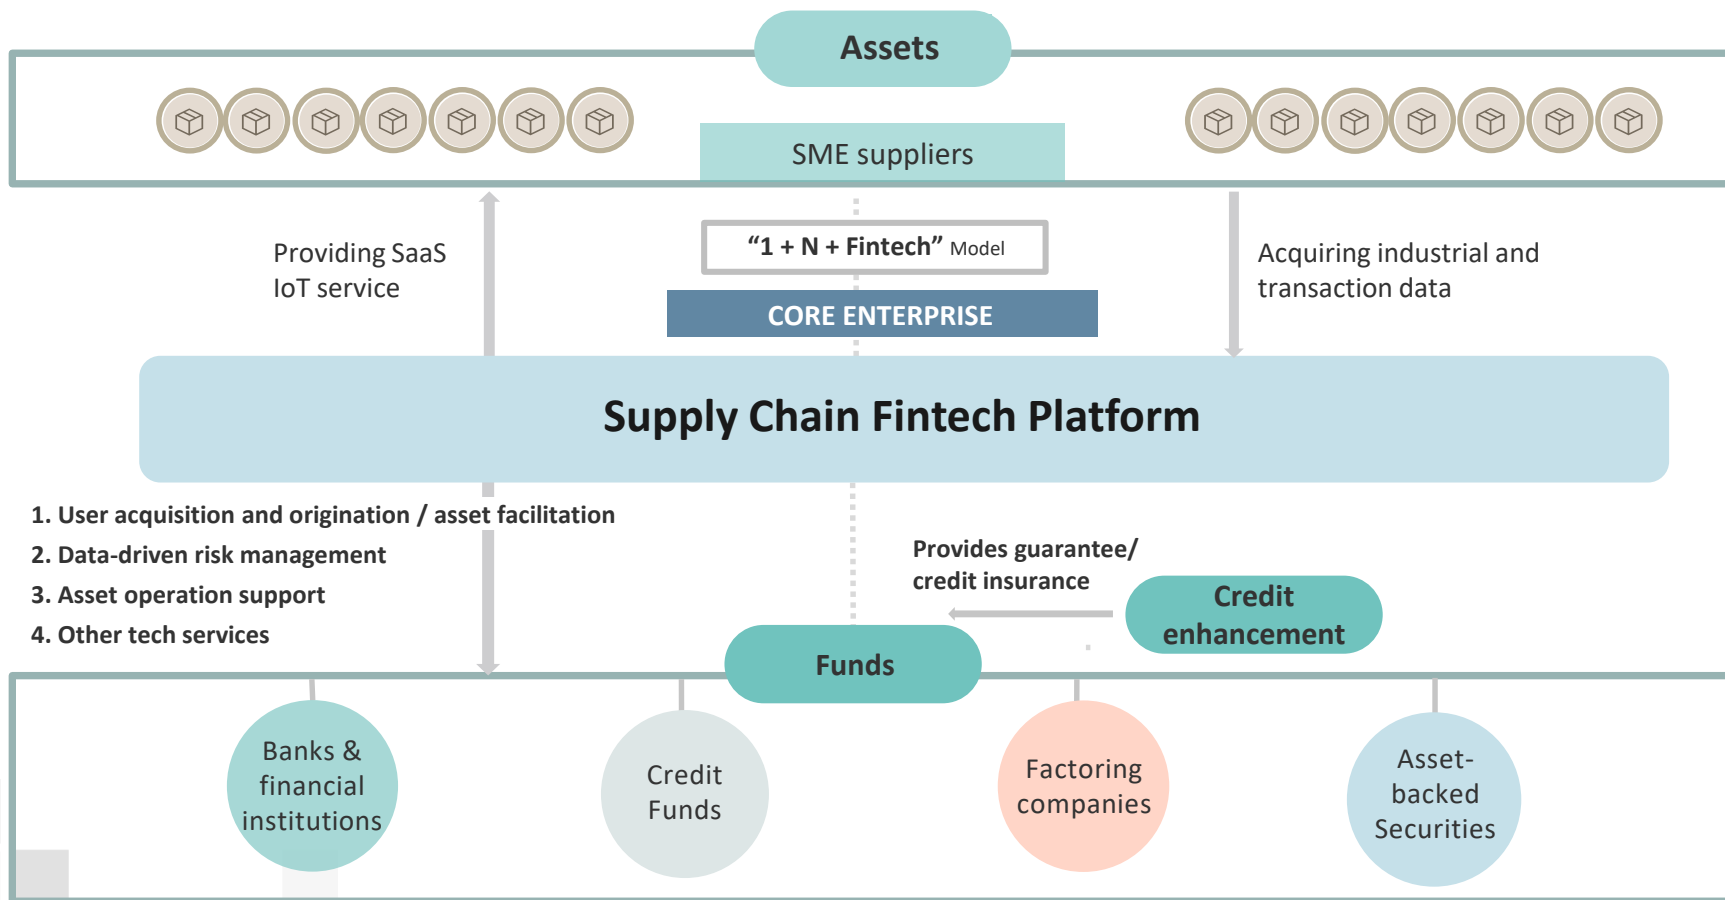 Assets
SME suppliers
Providing SaaS
IoT service
“1 + N + Fintech” Model
Acquiring industrial and
transaction data
CORE ENTERPRISE
Supply Chain Fintech Platform
1. User acquisition and origination / asset facilitation
2. Data-driven risk management
3. Asset operation support
4. Other tech services
Provides guarantee/
credit insurance
Credit
enhancement
Funds
Banks &
financial
institutions
Credit
Funds
Factoring
companies
Asset-
backed
Securities